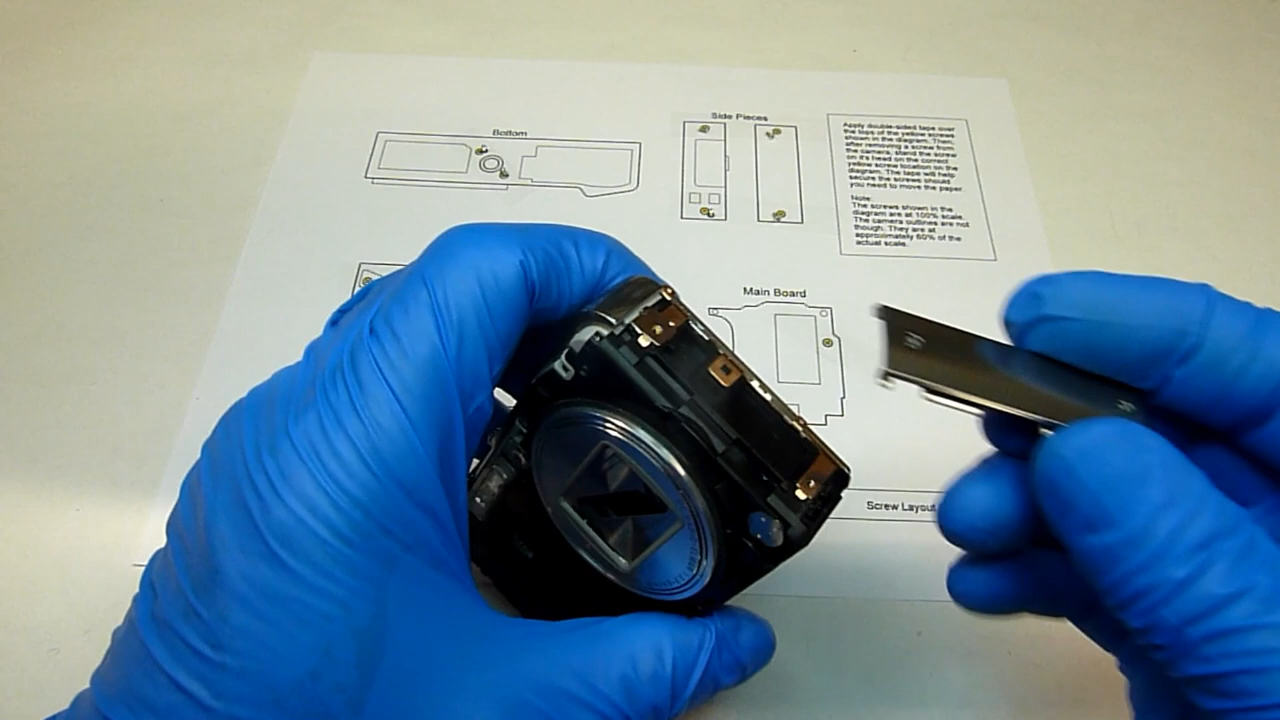 Bottom
Side Pieces
Apply double-sided tape over
the tops of the yellow screws
shown in the diagram. Then,
after removing a screw from
the camera, stand the screw
on it's head on the correct
yellow screw location on the
diagram. The tape will help
secure the screws should
you need to move the paper.
Note:
The screws shown in the
diagram are at 100% scale.
The camera outlines are not
though. They are at
approximately 60% of the
actual scale.
Main Board
Screw Layout